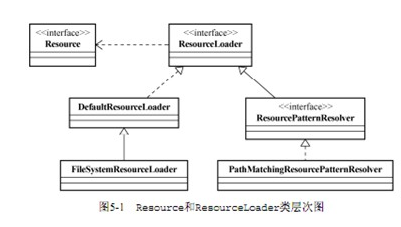 <<interface>>
Resource
<<interface>>
ResourceLoader
DefaultResourceLoader
<<interface>>
ResourcePatternResolver
FileSystemResourceLoader
PathMatchingResourcePatternResolver
图5-1 Resource和ResourceLoader类层次图